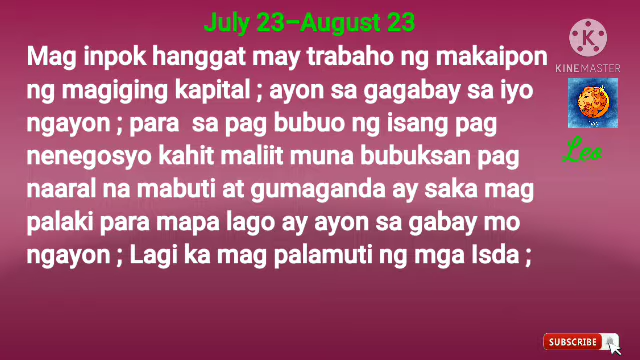 July 23–August 23
Mag inpok hanggat may trabaho ng makaipon
ng magiging kapital ; ayon sa gagabay sa iyo
ngayon ; para sa pag bubuo ng isang pag
nenegosyo kahit maliit muna bubuksan pag
naaral na mabuti at gumaganda ay saka mag
palaki para mapa lago ay ayon sa gabay mo
ngayon ; Lagi ka mag palamuti ng mga Isda ;
KINEMASTER
Leo
SUBSCRIBE